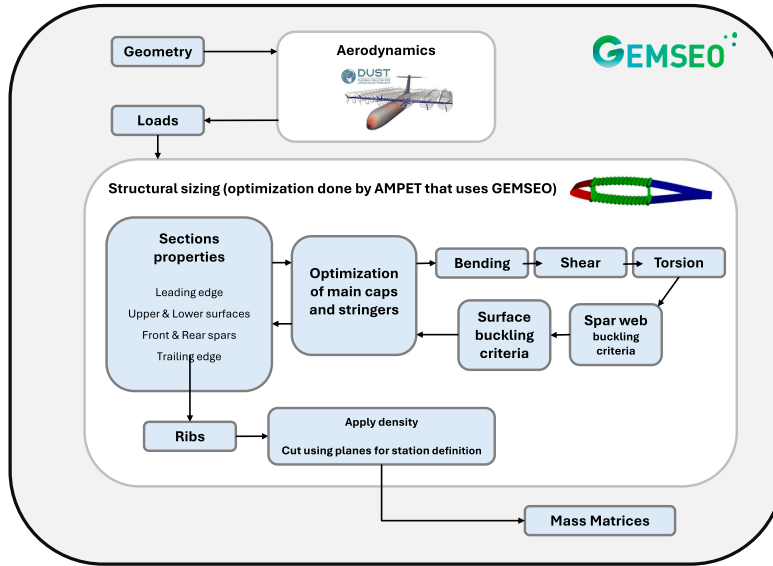 Geometry
Aerodynamics
GEMSEO
DUST
Loads
Structural sizing (optimization done by AMPET that uses GEMSEO)
Sections
properties
Leading edge
Upper & Lower surfaces
Front & Rear spars
Trailing edge
Optimization
of main caps
and stringers
Bending
Shear
Torsion
Surface
buckling
criteria
Spar web
buckling
criteria
Ribs
Apply density
Cut using planes for station definition
Mass Matrices